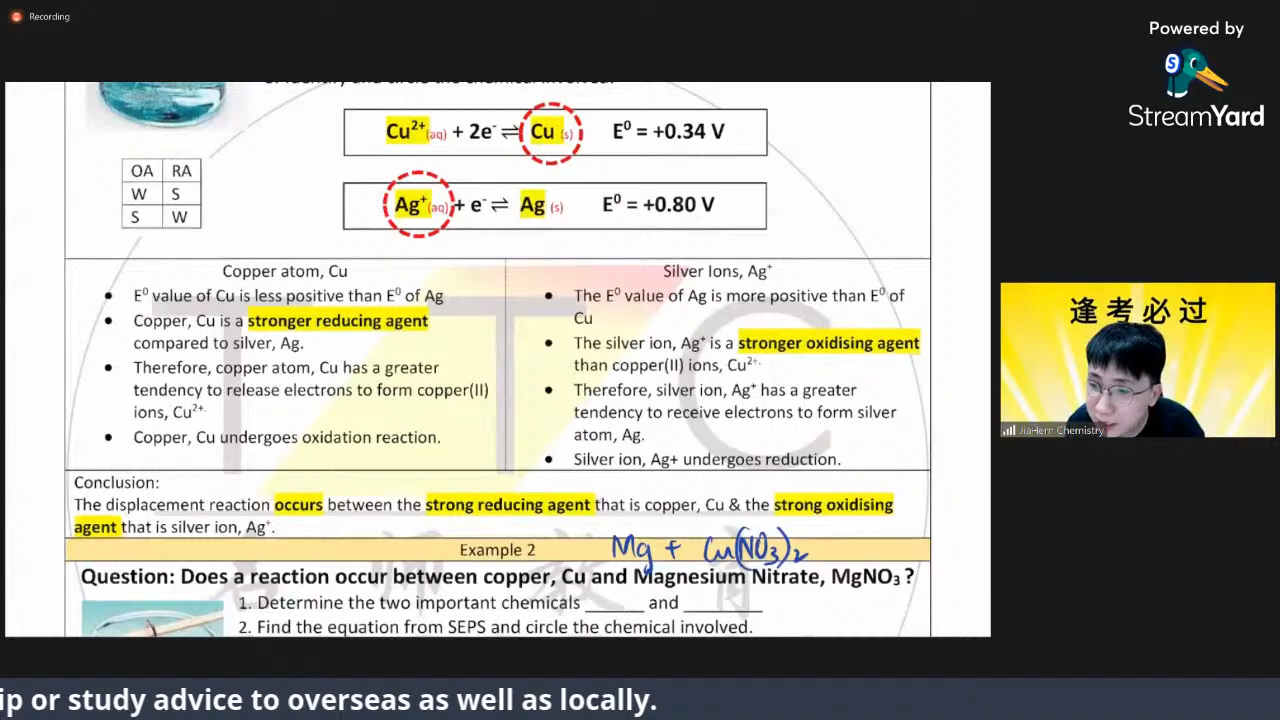 Recording
Powered by
StreamYard
Cu²⁺(aq) + 2e⁻ ⇌ Cu (s) E⁰ = +0.34 V
OA RA
W S
S W
Ag⁺(aq) + e⁻ ⇌ Ag (s) E⁰ = +0.80 V
Copper atom, Cu
• E⁰ value of Cu is less positive than E⁰ of Ag
• Copper, Cu is a stronger reducing agent
compared to silver, Ag.
• Therefore, copper atom, Cu has a greater
tendency to release electrons to form copper(II)
ions, Cu²⁺.
• Copper, Cu undergoes oxidation reaction.
Silver Ions, Ag⁺
• The E⁰ value of Ag is more positive than E⁰ of
Cu
• The silver ion, Ag⁺ is a stronger oxidising agent
than copper(II) ions, Cu²⁺.
• Therefore, silver ion, Ag⁺ has a greater
tendency to receive electrons to form silver
atom, Ag.
• Silver ion, Ag+ undergoes reduction.
Conclusion:
The displacement reaction occurs between the strong reducing agent that is copper, Cu & the strong oxidising
agent that is silver ion, Ag⁺.
Example 2
Mg + Cu(NO₃)₂
Question: Does a reaction occur between copper, Cu and Magnesium Nitrate, MgNO₃ ?
1. Determine the two important chemicals ______ and ________
2. Find the equation from SEPS and circle the chemical involved.
TTC
名师教育
逢考必过
JiaHern Chemistry
ip or study advice to overseas as well as locally.